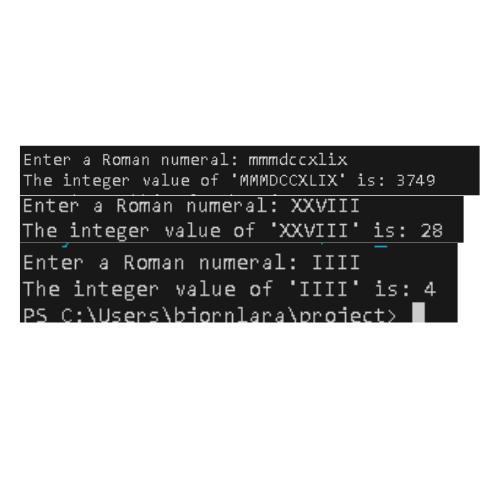 Enter a Roman numeral: mmmdccxlix
The integer value of 'MMMDCCXLIX' is: 3749
Enter a Roman numeral: XXVIII
The integer value of 'XXVIII' is: 28
Enter a Roman numeral: IIII
The integer value of 'IIII' is: 4
PS C:\Users\bjornlara\project>